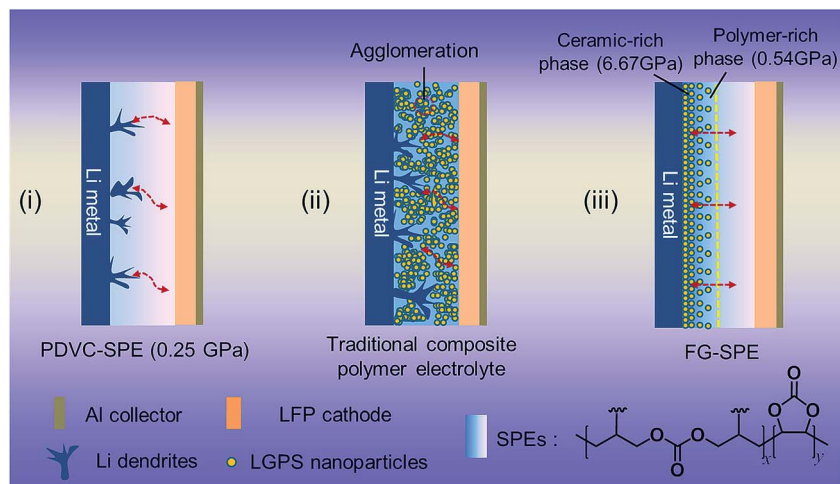 Agglomeration
Ceramic-rich
phase (6.67GPa)
Polymer-rich
phase (0.54GPa)
(i)
Li metal
(ii)
Li metal
(iii)
Li metal
PDVC-SPE (0.25 GPa)
Traditional composite
polymer electrolyte
FG-SPE
Al collector
LFP cathode
SPEs :
Li dendrites
LGPS nanoparticles
O
O O
O O
O
x
y